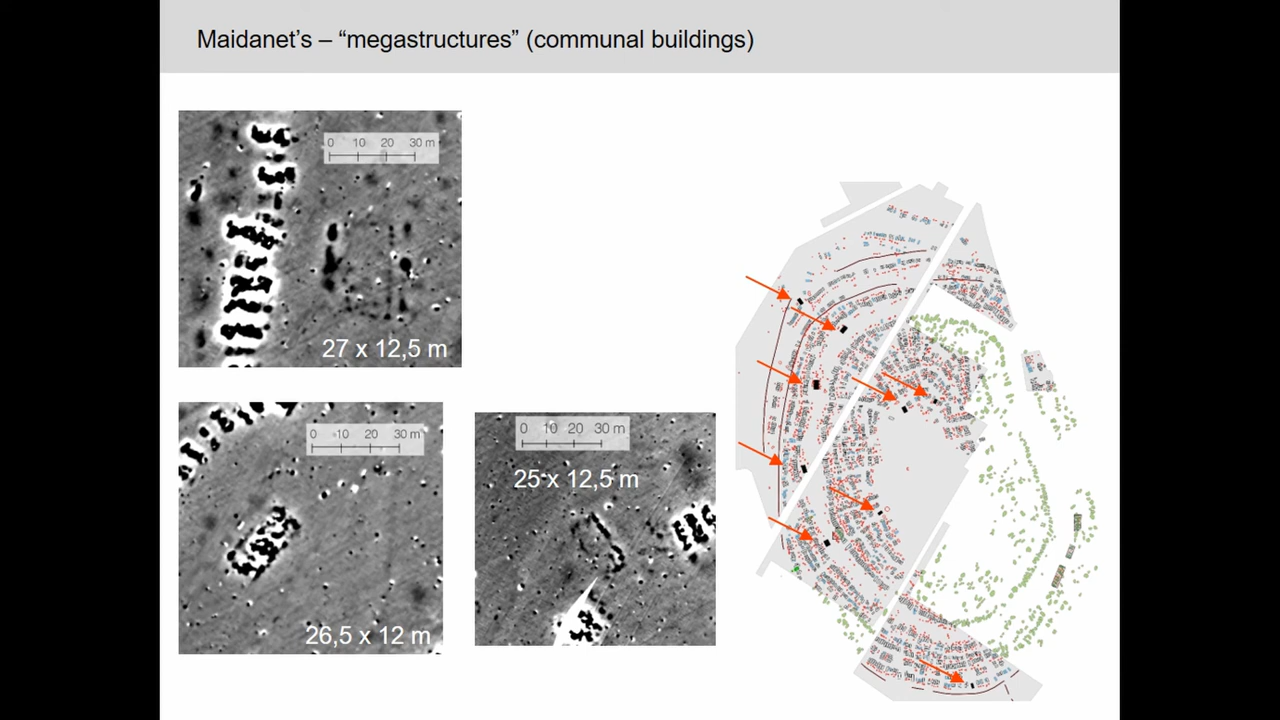 Maidanet's – “megastructures” (communal buildings)
0 10 20 30 m
27 x 12,5 m
0 10 20 30 m
26,5 x 12 m
0 10 20 30 m
25 x 12,5 m